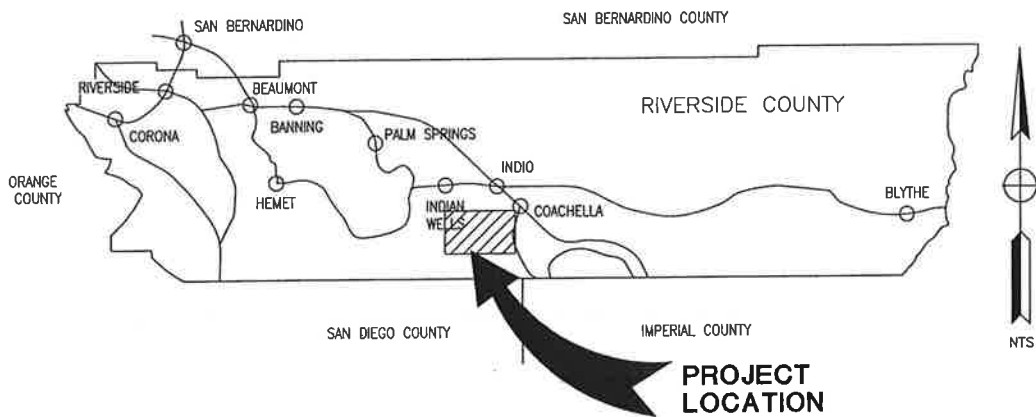 SAN BERNARDINO COUNTY
SAN BERNARDINO
RIVERSIDE
BEAUMONT
RIVERSIDE COUNTY
BANNING
CORONA
PALM SPRINGS
ORANGE
COUNTY
HEMET
INDIO
INDIAN
WELLS
COACHELLA
BLYTHE
SAN DIEGO COUNTY
IMPERIAL COUNTY
NTS
PROJECT
LOCATION